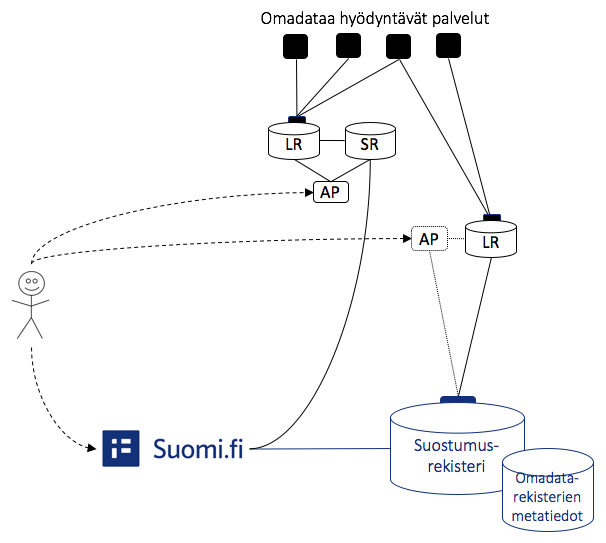 Omadataa hyödyntävät palvelut
LR
SR
AP
AP
LR
Suomi.fi
Suostumus-
rekisteri
Omadata-
rekisterien
metatiedot